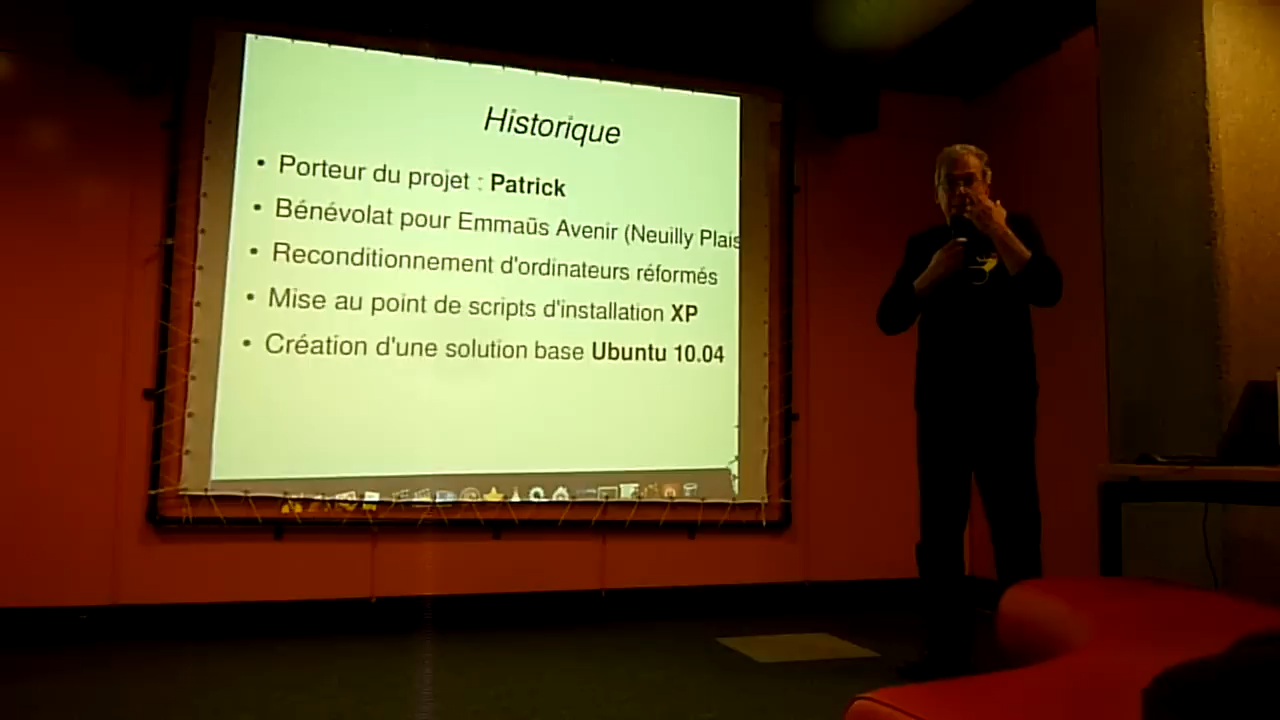 Historique
• Porteur du projet : Patrick
• Bénévolat pour Emmaüs Avenir (Neuilly Plais
• Reconditionnement d'ordinateurs réformés
• Mise au point de scripts d'installation XP
• Création d'une solution base Ubuntu 10.04